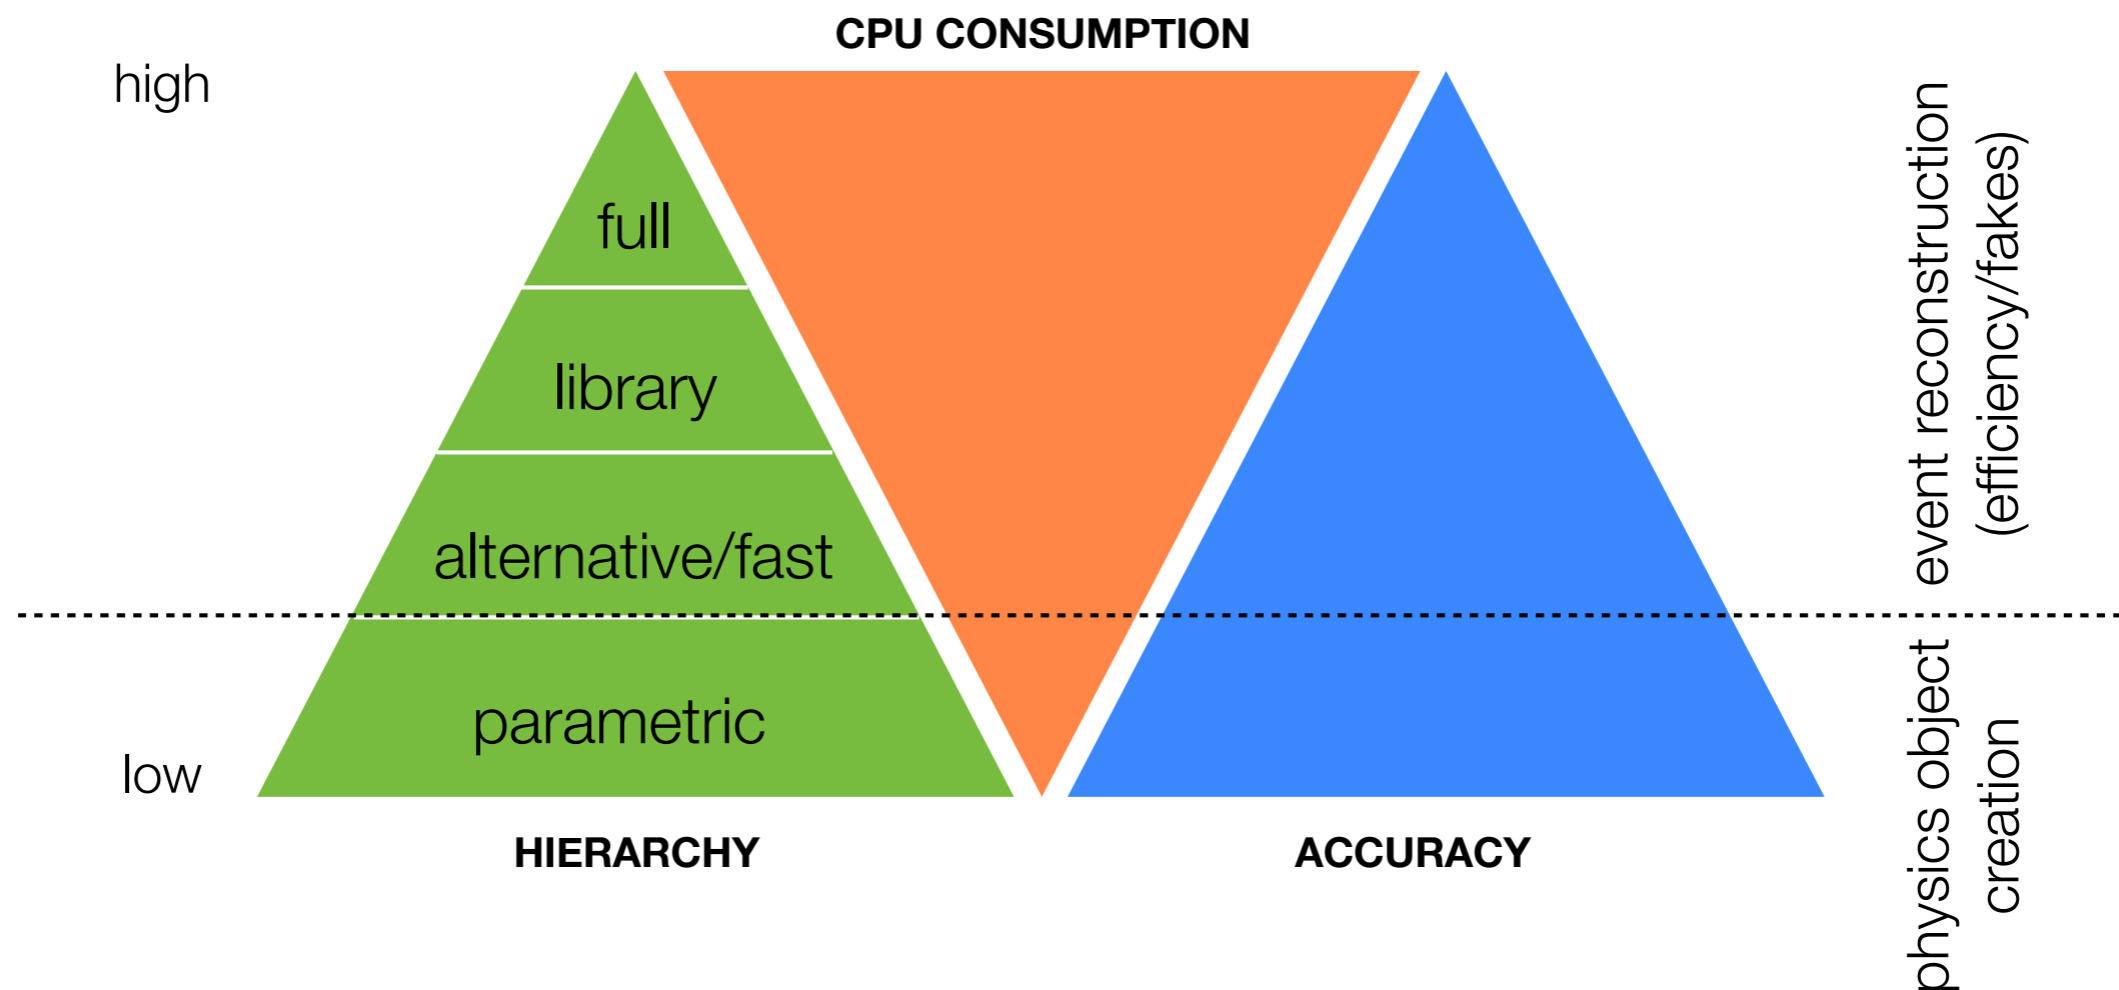 CPU CONSUMPTION
high
full
library
alternative/fast
parametric
low
HIERARCHY
ACCURACY
event reconstruction
(efficiency/fakes)
physics object
creation